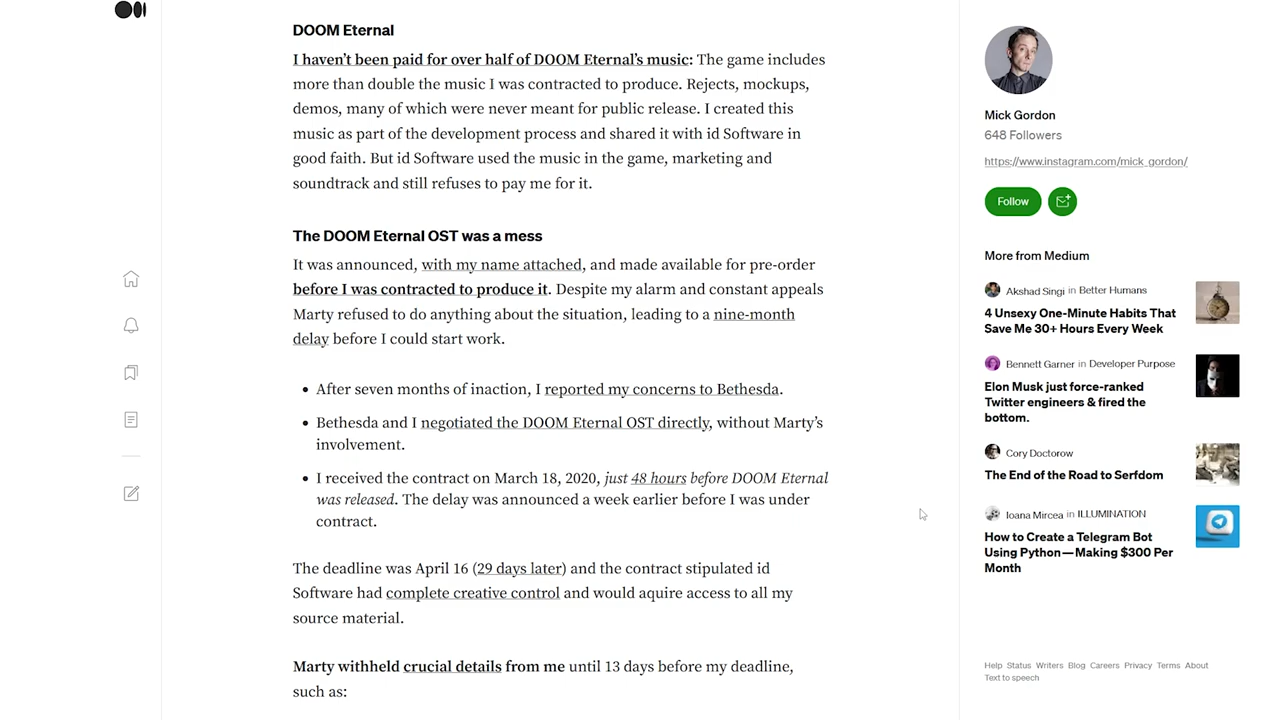 DOOM Eternal
I haven't been paid for over half of DOOM Eternal's music: The game includes
more than double the music I was contracted to produce. Rejects, mockups,
demos, many of which were never meant for public release. I created this
music as part of the development process and shared it with id Software in
good faith. But id Software used the music in the game, marketing and
soundtrack and still refuses to pay me for it.
The DOOM Eternal OST was a mess
It was announced, with my name attached, and made available for pre-order
before I was contracted to produce it. Despite my alarm and constant appeals
Marty refused to do anything about the situation, leading to a nine-month
delay before I could start work.
• After seven months of inaction, I reported my concerns to Bethesda.
• Bethesda and I negotiated the DOOM Eternal OST directly, without Marty's
involvement.
• I received the contract on March 18, 2020, just 48 hours before DOOM Eternal
was released. The delay was announced a week earlier before I was under
contract.
The deadline was April 16 (29 days later) and the contract stipulated id
Software had complete creative control and would aquire access to all my
source material.
Marty withheld crucial details from me until 13 days before my deadline,
such as:
Mick Gordon
648 Followers
https://www.instagram.com/mick_gordon/
Follow
More from Medium
Akshad Singi in Better Humans
4 Unsexy One-Minute Habits That
Save Me 30+ Hours Every Week
Bennett Garner in Developer Purpose
Elon Musk just force-ranked
Twitter engineers & fired the
bottom.
Cory Doctorow
The End of the Road to Serfdom
Ioana Mircea in ILLUMINATION
How to Create a Telegram Bot
Using Python—Making $300 Per
Month
Help Status Writers Blog Careers Privacy Terms About
Text to speech